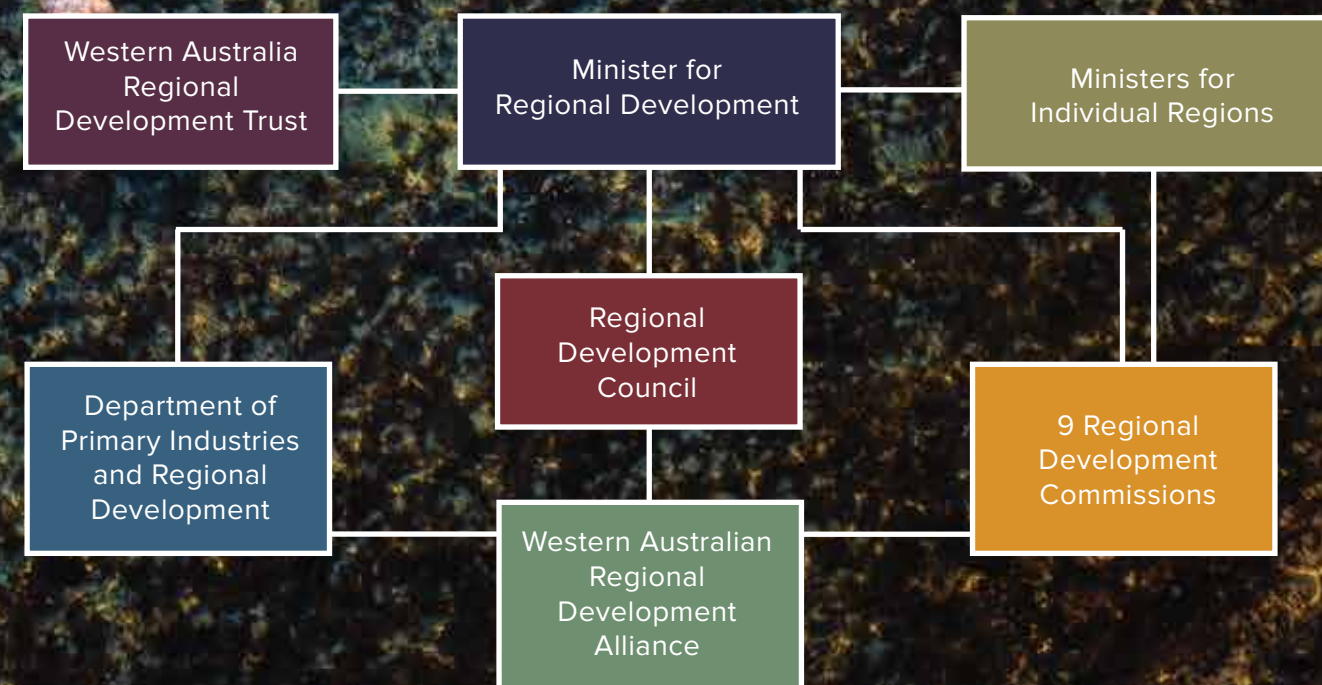 Western Australia
Regional
Development Trust
Minister for
Regional Development
Ministers for
Individual Regions
Regional
Development
Council
Department of
Primary Industries
and Regional
Development
9 Regional
Development
Commissions
Western Australian
Regional
Development
Alliance